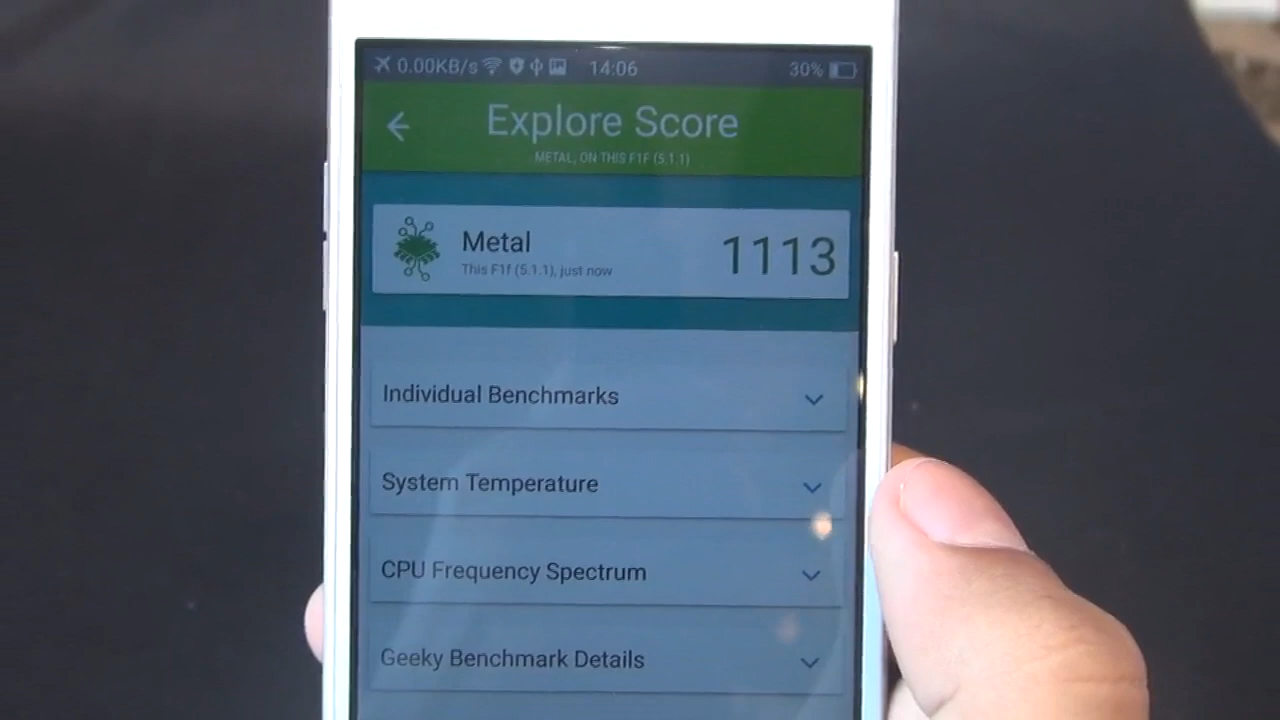 0.00KB/s 14:06 30%
Explore Score
METAL, ON THIS F1F (5.1.1)
Metal
1113
This F1f (5.1.1), just now
Individual Benchmarks
System Temperature
CPU Frequency Spectrum
Geeky Benchmark Details